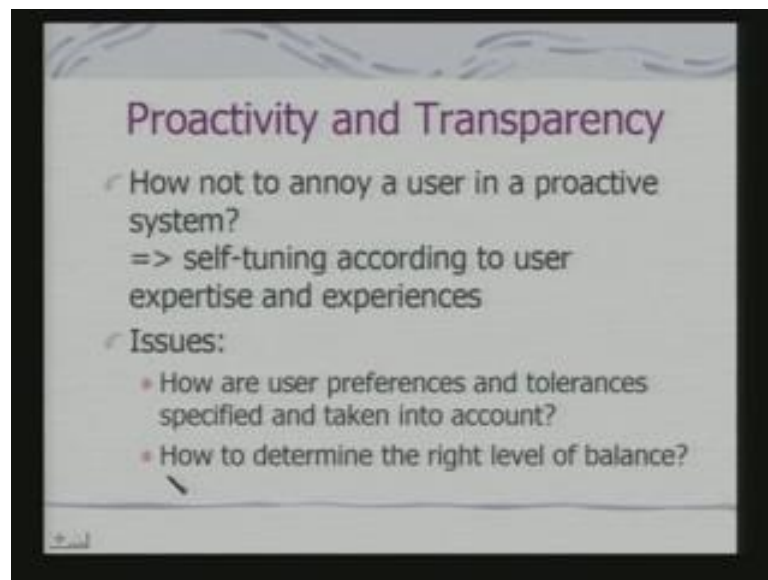 Proactivity and Transparency
How not to annoy a user in a proactive
system?
=> self-tuning according to user
expertise and experiences
Issues:
How are user preferences and tolerances
specified and taken into account?
How to determine the right level of balance?